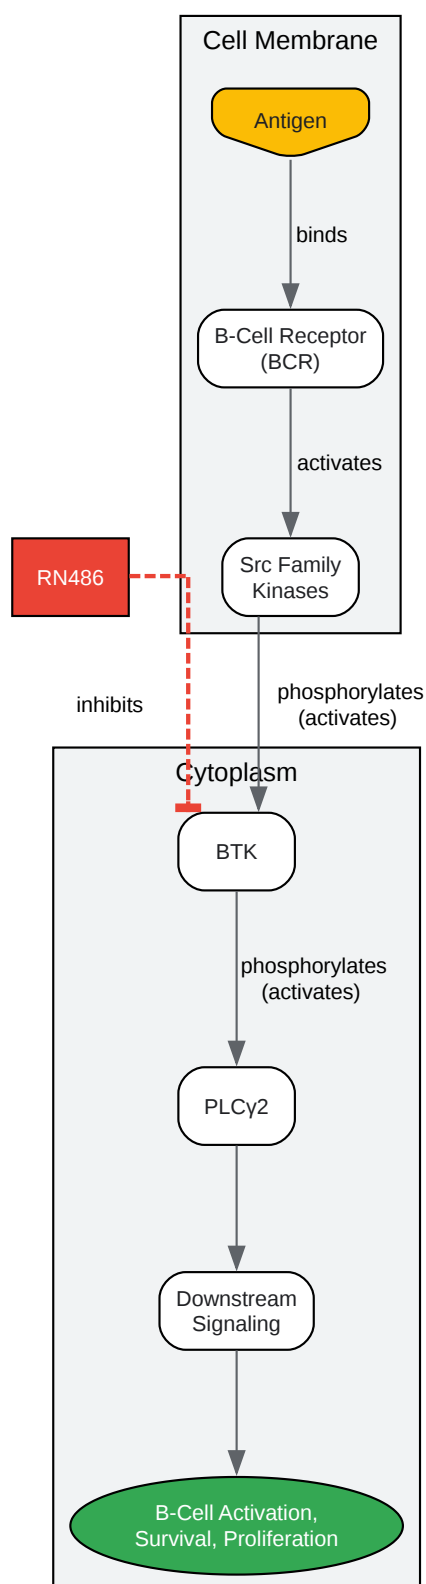 Cell Membrane
Antigen
binds
B-Cell Receptor
(BCR)
activates
Src Family
Kinases
RN486
inhibits
phosphorylates
(activates)
Cytoplasm
BTK
phosphorylates
(activates)
PLCγ2
Downstream
Signaling
B-Cell Activation,
Survival, Proliferation